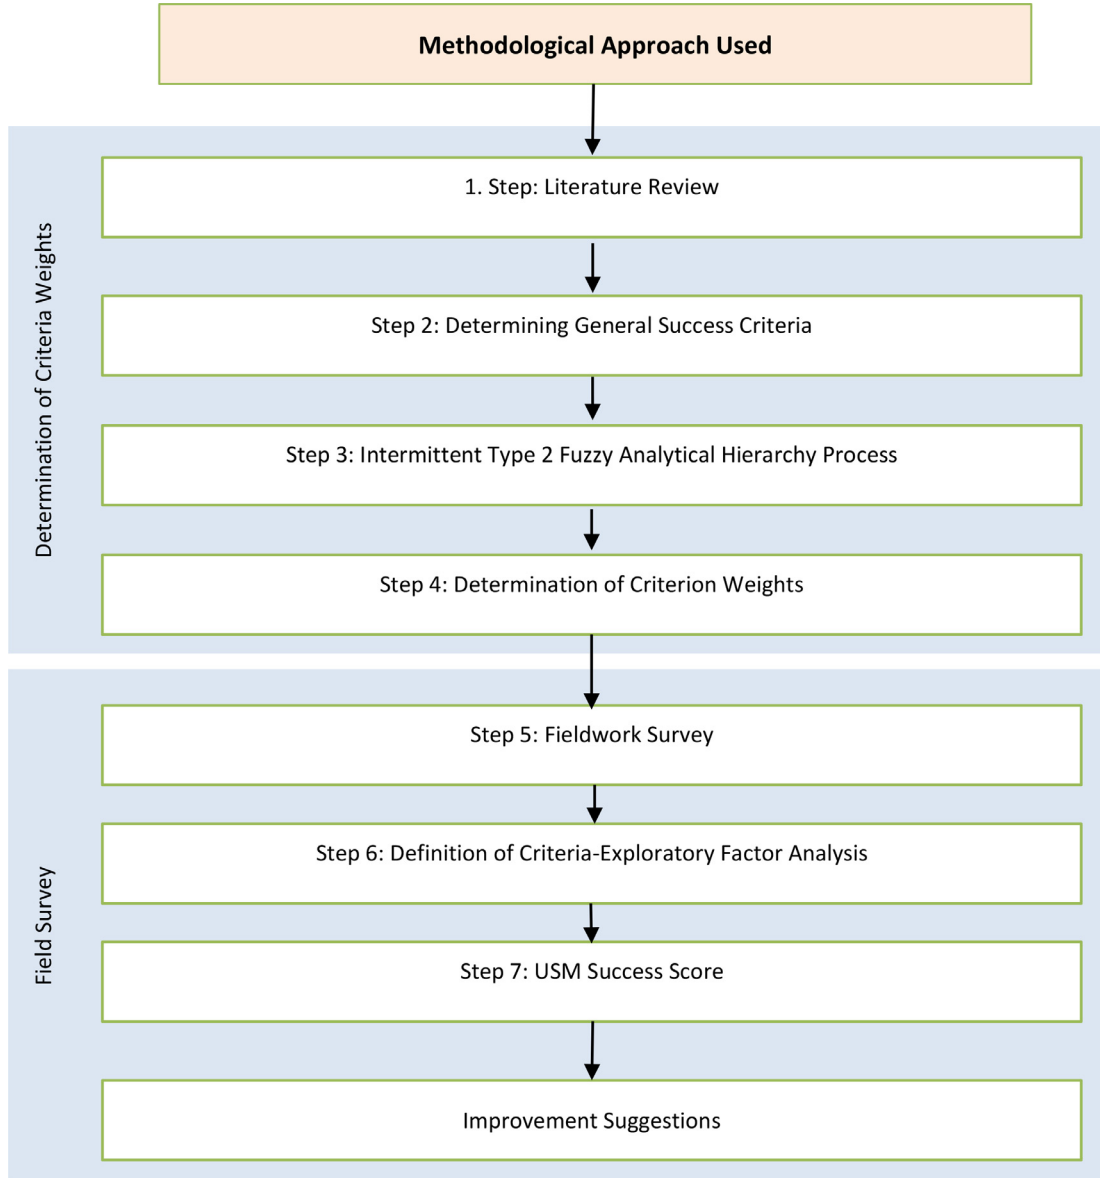 Methodological Approach Used
Determination of Criteria Weights
1. Step: Literature Review
Step 2: Determining General Success Criteria
Step 3: Intermittent Type 2 Fuzzy Analytical Hierarchy Process
Step 4: Determination of Criterion Weights
Field Survey
Step 5: Fieldwork Survey
Step 6: Definition of Criteria-Exploratory Factor Analysis
Step 7: USM Success Score
Improvement Suggestions